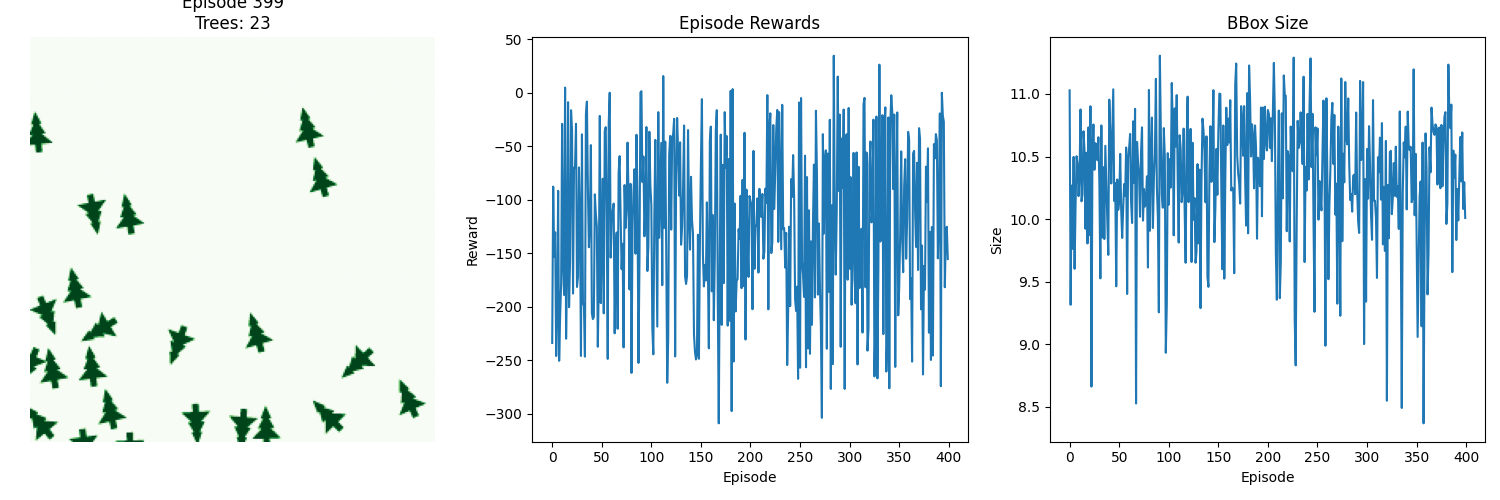 Episode 399
Trees: 23
Episode Rewards
50
0
−50
−100
−150
−200
−250
−300
Reward
0 50 100 150 200 250 300 350 400
Episode
BBox Size
11.0
10.5
10.0
9.5
9.0
8.5
Size
0 50 100 150 200 250 300 350 400
Episode